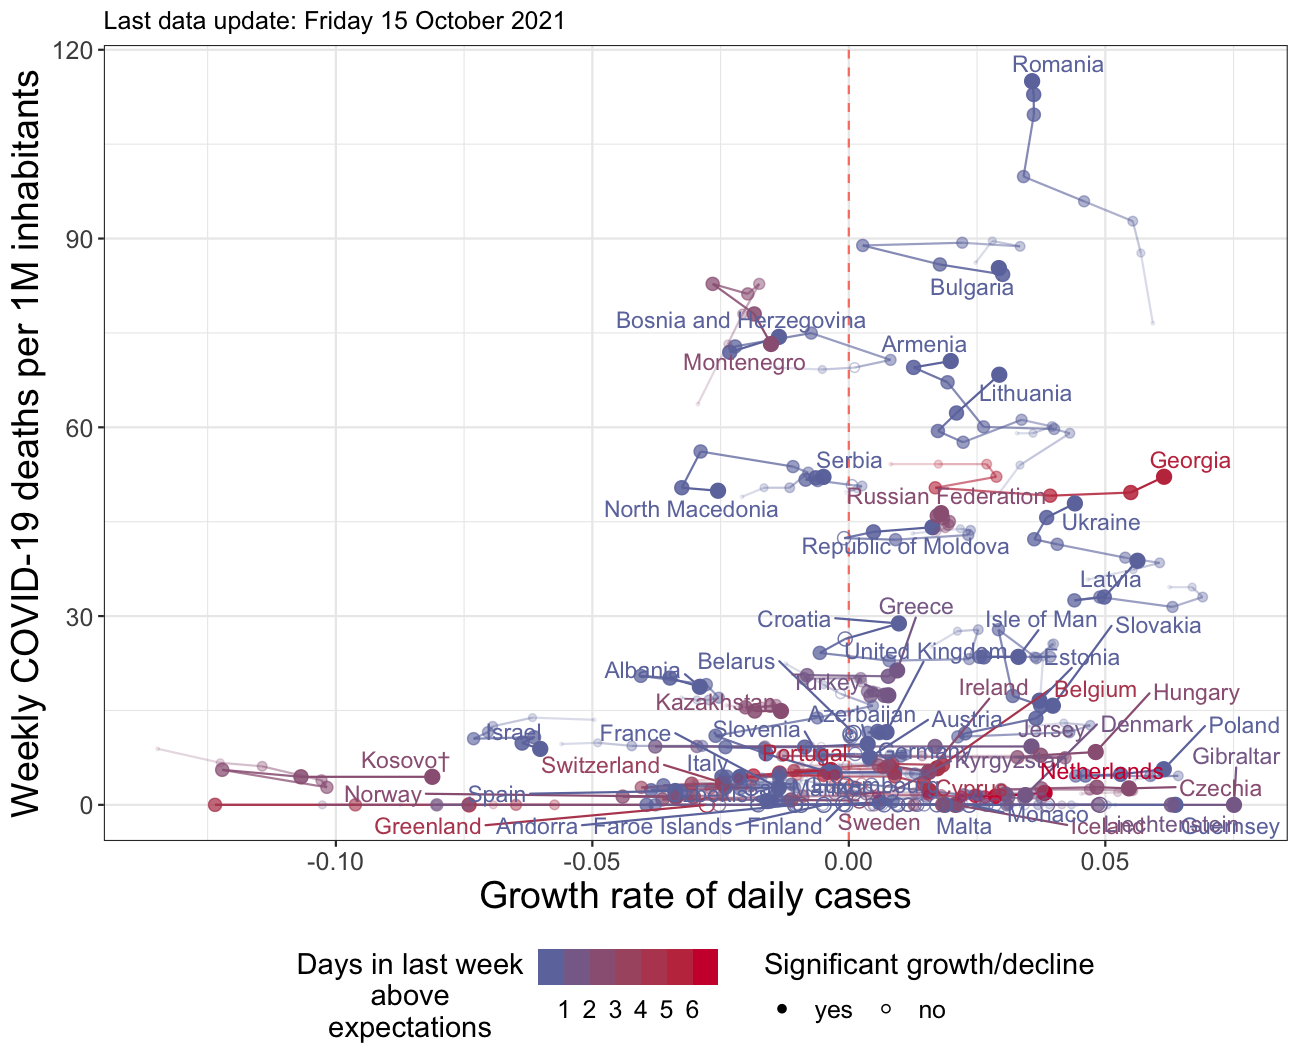 Last data update: Friday 15 October 2021
Weekly COVID-19 deaths per 1M inhabitants
120
90
60
30
0
Romania
Bulgaria
Bosnia and Herzegovina
Armenia
Montenegro
Lithuania
Serbia
Georgia
Russian Federation
North Macedonia
Ukraine
Republic of Moldova
Latvia
Greece
Croatia
Isle of Man
Slovakia
United Kingdom
Estonia
Belarus
Albania
Turkey
Ireland
Belgium
Hungary
Kazakhstan
Azerbaijan
Austria
Israel
France
Slovenia
Jersey
Denmark
Poland
Portugal
Germany
Kosovo†
Switzerland
Italy
Kyrgyzstan
Gibraltar
Netherlands
Norway
Spain
Cyprus
Czechia
Monaco
Greenland
Andorra
Faroe Islands
Finland
Sweden
Malta
Iceland
Liechtenstein
Guernsey
-0.10
-0.05
0.00
0.05
Growth rate of daily cases
Days in last week
above
expectations
1 2 3 4 5 6
Significant growth/decline
yes
no